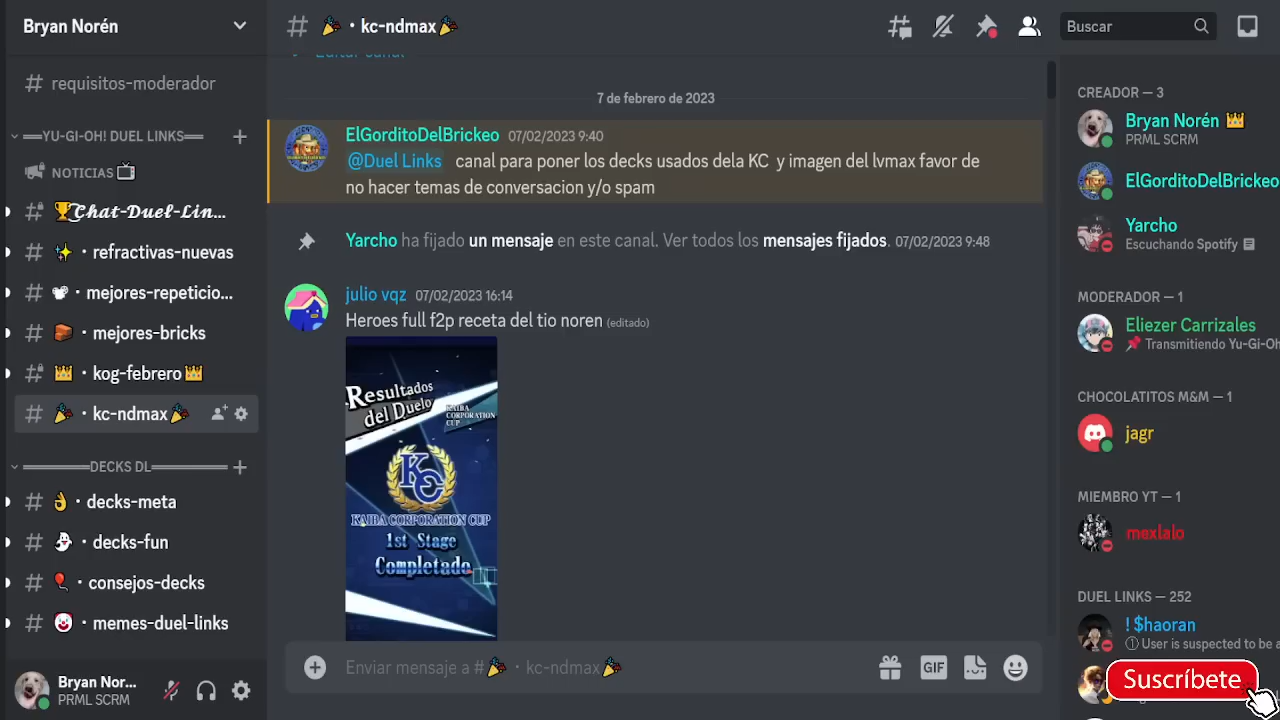 Bryan Norén
requisitos-moderador
YU-GI-OH! DUEL LINKS
NOTICIAS
Chat-Duel-Lin...
refractivas-nuevas
mejores-repeticio...
mejores-bricks
kog-febrero
kc-ndmax
DECKS DL
decks-meta
decks-fun
consejos-decks
memes-duel-links
Bryan Nor...
PRML SCRM
kc-ndmax
Editar canal
7 de febrero de 2023
ElGorditoDelBrickeo 07/02/2023 9:40
@Duel Links canal para poner los decks usados dela KC y imagen del lvmax favor de
no hacer temas de conversacion y/o spam
Yarcho ha fijado un mensaje en este canal. Ver todos los mensajes fijados. 07/02/2023 9:48
julio vqz 07/02/2023 16:14
Heroes full f2p receta del tio noren (editado)
Resultados
del Duelo
KAIBA
CORPORATION
CUP
KC
KAIBA CORPORATION CUP
1st Stage
Completado
Enviar mensaje a # · kc-ndmax
GIF
Buscar
CREADOR — 3
Bryan Norén
PRML SCRM
ElGorditoDelBrickeo
Yarcho
Escuchando Spotify
MODERADOR — 1
Eliezer Carrizales
Transmitiendo Yu-Gi-Oh
CHOCOLATITOS M&M — 1
jagr
MIEMBRO YT — 1
mexlalo
DUEL LINKS — 252
! $haoran
User is suspected to be a
Suscríbete